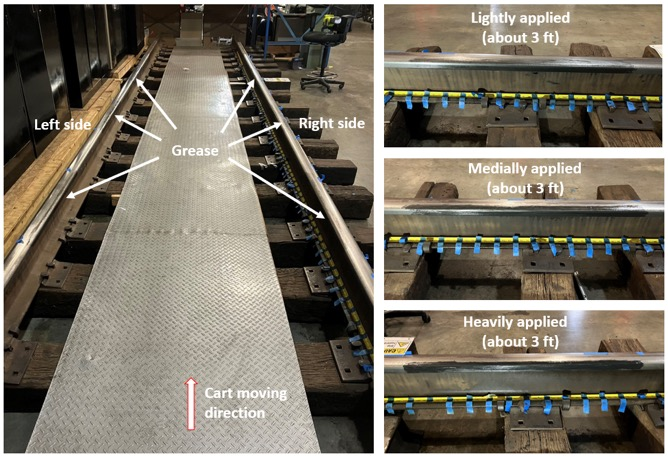 Left side
Right side
Grease
Cart moving
direction
Lightly applied
(about 3 ft)
Medially applied
(about 3 ft)
Heavily applied
(about 3 ft)